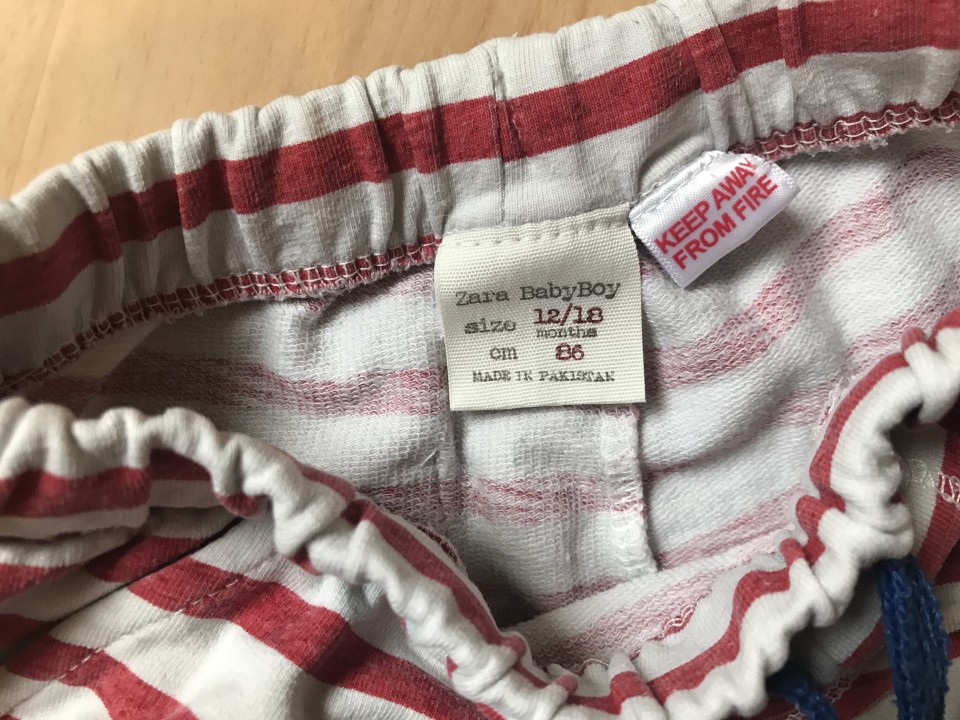 Zara BabyBoy
size 12/18
months
cm 86
MADE IN PAKISTAN
KEEP AWAY
FROM FIRE